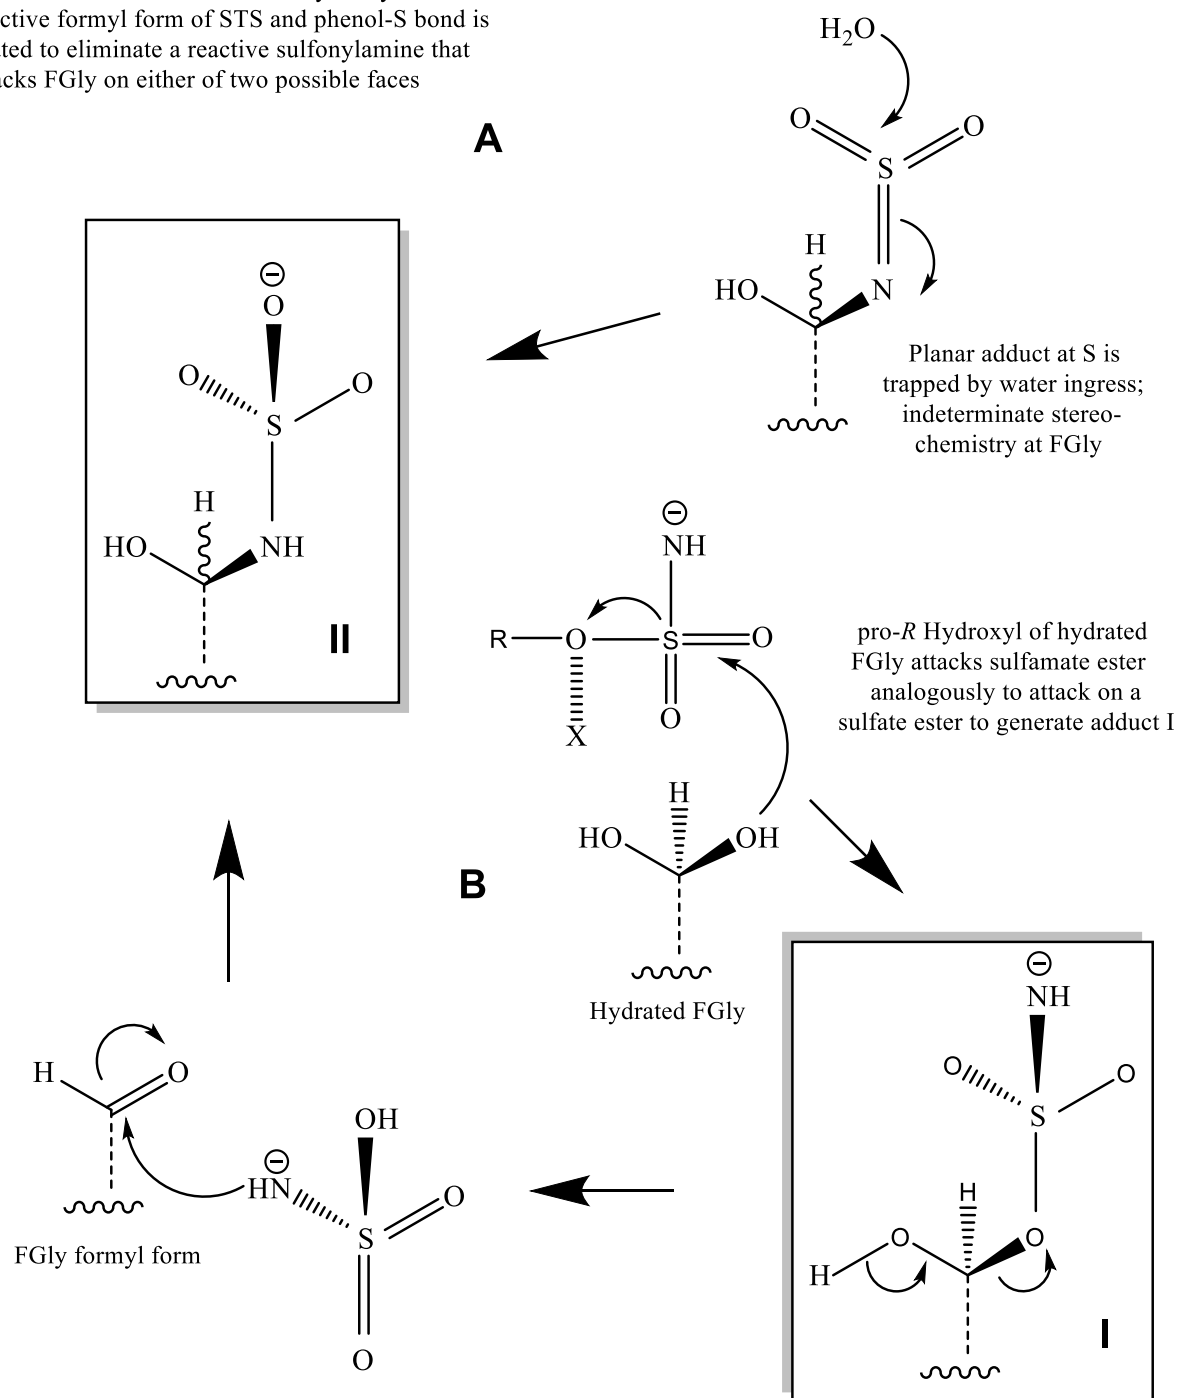 ctive formyl form of STS and phenol-S bond is
ted to eliminate a reactive sulfonylamine that
cks FGly on either of two possible faces
H₂O
A
O
O
S
H
HO
N
⊖
O
O
O
S
H
HO
NH
II
Planar adduct at S is
trapped by water ingress;
indeterminate stereo-
chemistry at FGly
⊖
NH
R
O
S
O
O
X
pro-R Hydroxyl of hydrated
FGly attacks sulfamate ester
analogously to attack on a
sulfate ester to generate adduct I
H
HO
OH
B
Hydrated FGly
⊖
NH
O
O
S
H
O
O
H
I
H
O
FGly formyl form
OH
⊖
HN
O
S
O